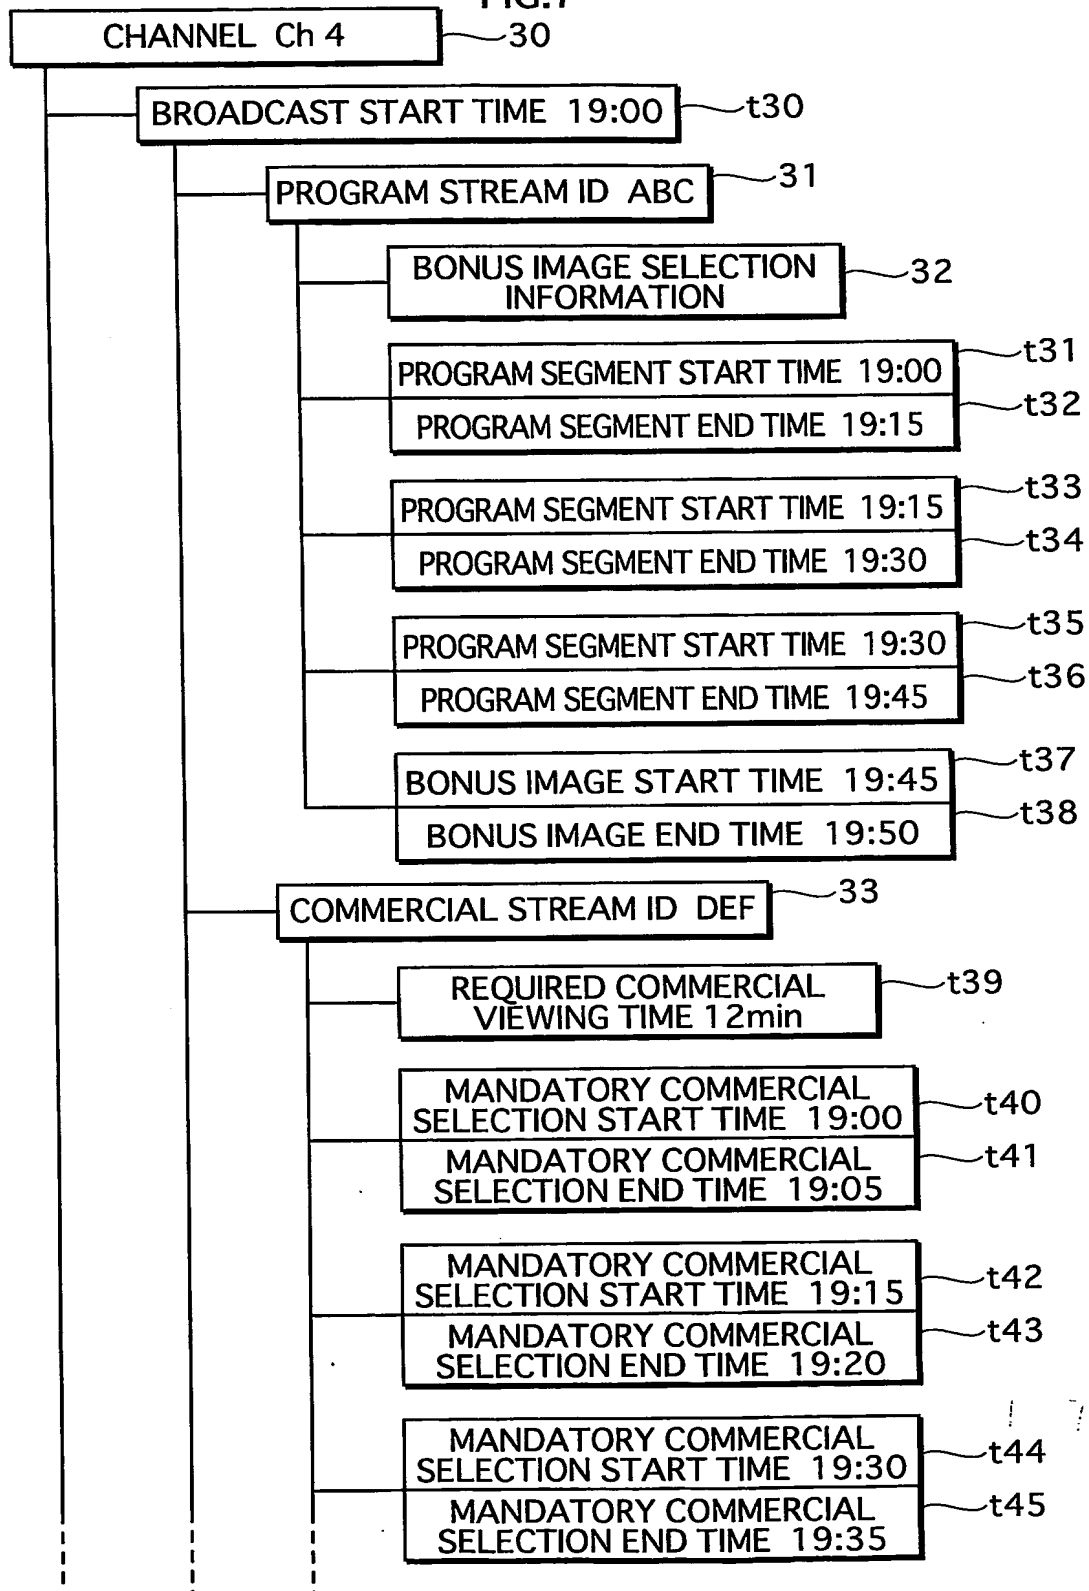 FIG.7
CHANNEL Ch 4
30
BROADCAST START TIME 19:00
t30
PROGRAM STREAM ID ABC
31
BONUS IMAGE SELECTION
INFORMATION
32
PROGRAM SEGMENT START TIME 19:00
t31
PROGRAM SEGMENT END TIME 19:15
t32
PROGRAM SEGMENT START TIME 19:15
t33
PROGRAM SEGMENT END TIME 19:30
t34
PROGRAM SEGMENT START TIME 19:30
t35
PROGRAM SEGMENT END TIME 19:45
t36
BONUS IMAGE START TIME 19:45
t37
BONUS IMAGE END TIME 19:50
t38
COMMERCIAL STREAM ID DEF
33
REQUIRED COMMERCIAL
VIEWING TIME 12min
t39
MANDATORY COMMERCIAL
SELECTION START TIME 19:00
t40
MANDATORY COMMERCIAL
SELECTION END TIME 19:05
t41
MANDATORY COMMERCIAL
SELECTION START TIME 19:15
t42
MANDATORY COMMERCIAL
SELECTION END TIME 19:20
t43
MANDATORY COMMERCIAL
SELECTION START TIME 19:30
t44
MANDATORY COMMERCIAL
SELECTION END TIME 19:35
t45